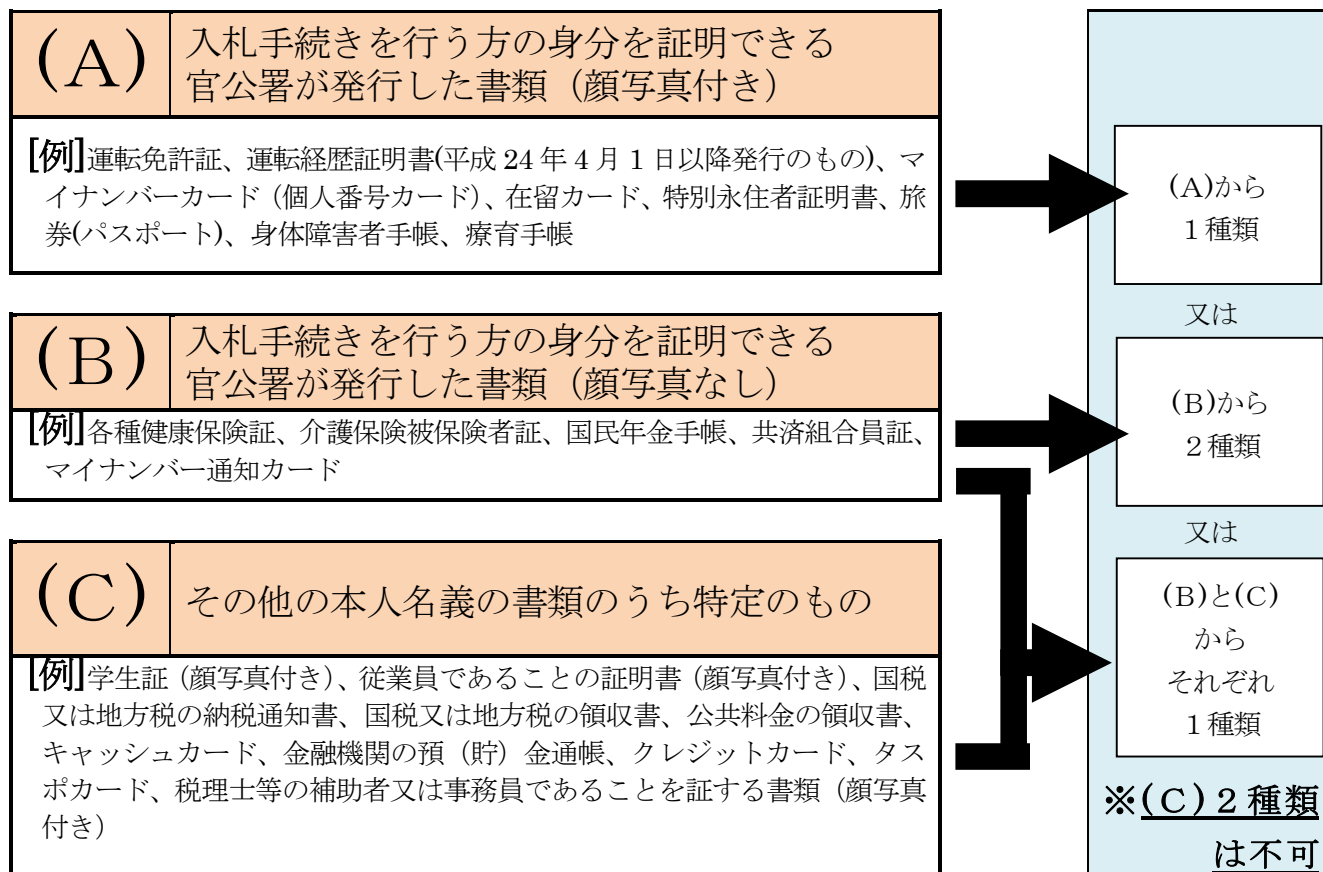 (A)
入札手続きを行う方の身分を証明できる
官公署が発行した書類（顔写真付き）
[例]運転免許証、運転経歴証明書(平成 24 年 4 月 1 日以降発行のもの)、マ
イナンバーカード（個人番号カード）、在留カード、特別永住者証明書、旅
券(パスポート)、身体障害者手帳、療育手帳
(B)
入札手続きを行う方の身分を証明できる
官公署が発行した書類（顔写真なし）
[例]各種健康保険証、介護保険被保険者証、国民年金手帳、共済組合員証、
マイナンバー通知カード
(C)
その他の本人名義の書類のうち特定のもの
[例]学生証（顔写真付き）、従業員であることの証明書（顔写真付き）、国税
又は地方税の納税通知書、国税又は地方税の領収書、公共料金の領収書、
キャッシュカード、金融機関の預（貯）金通帳、クレジットカード、タス
ポカード、税理士等の補助者又は事務員であることを証する書類（顔写真
付き）
(A)から
１種類
又は
(B)から
２種類
又は
(B)と(C)
から
それぞれ
１種類
※(C)２種類
は不可